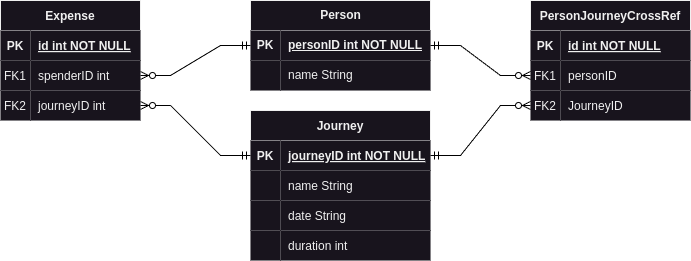 Expense
PK id int NOT NULL
FK1 spenderID int
FK2 journeyID int
Person
PK personID int NOT NULL
name String
Journey
PK journeyID int NOT NULL
name String
date String
duration int
PersonJourneyCrossRef
PK id int NOT NULL
FK1 personID
FK2 JourneyID